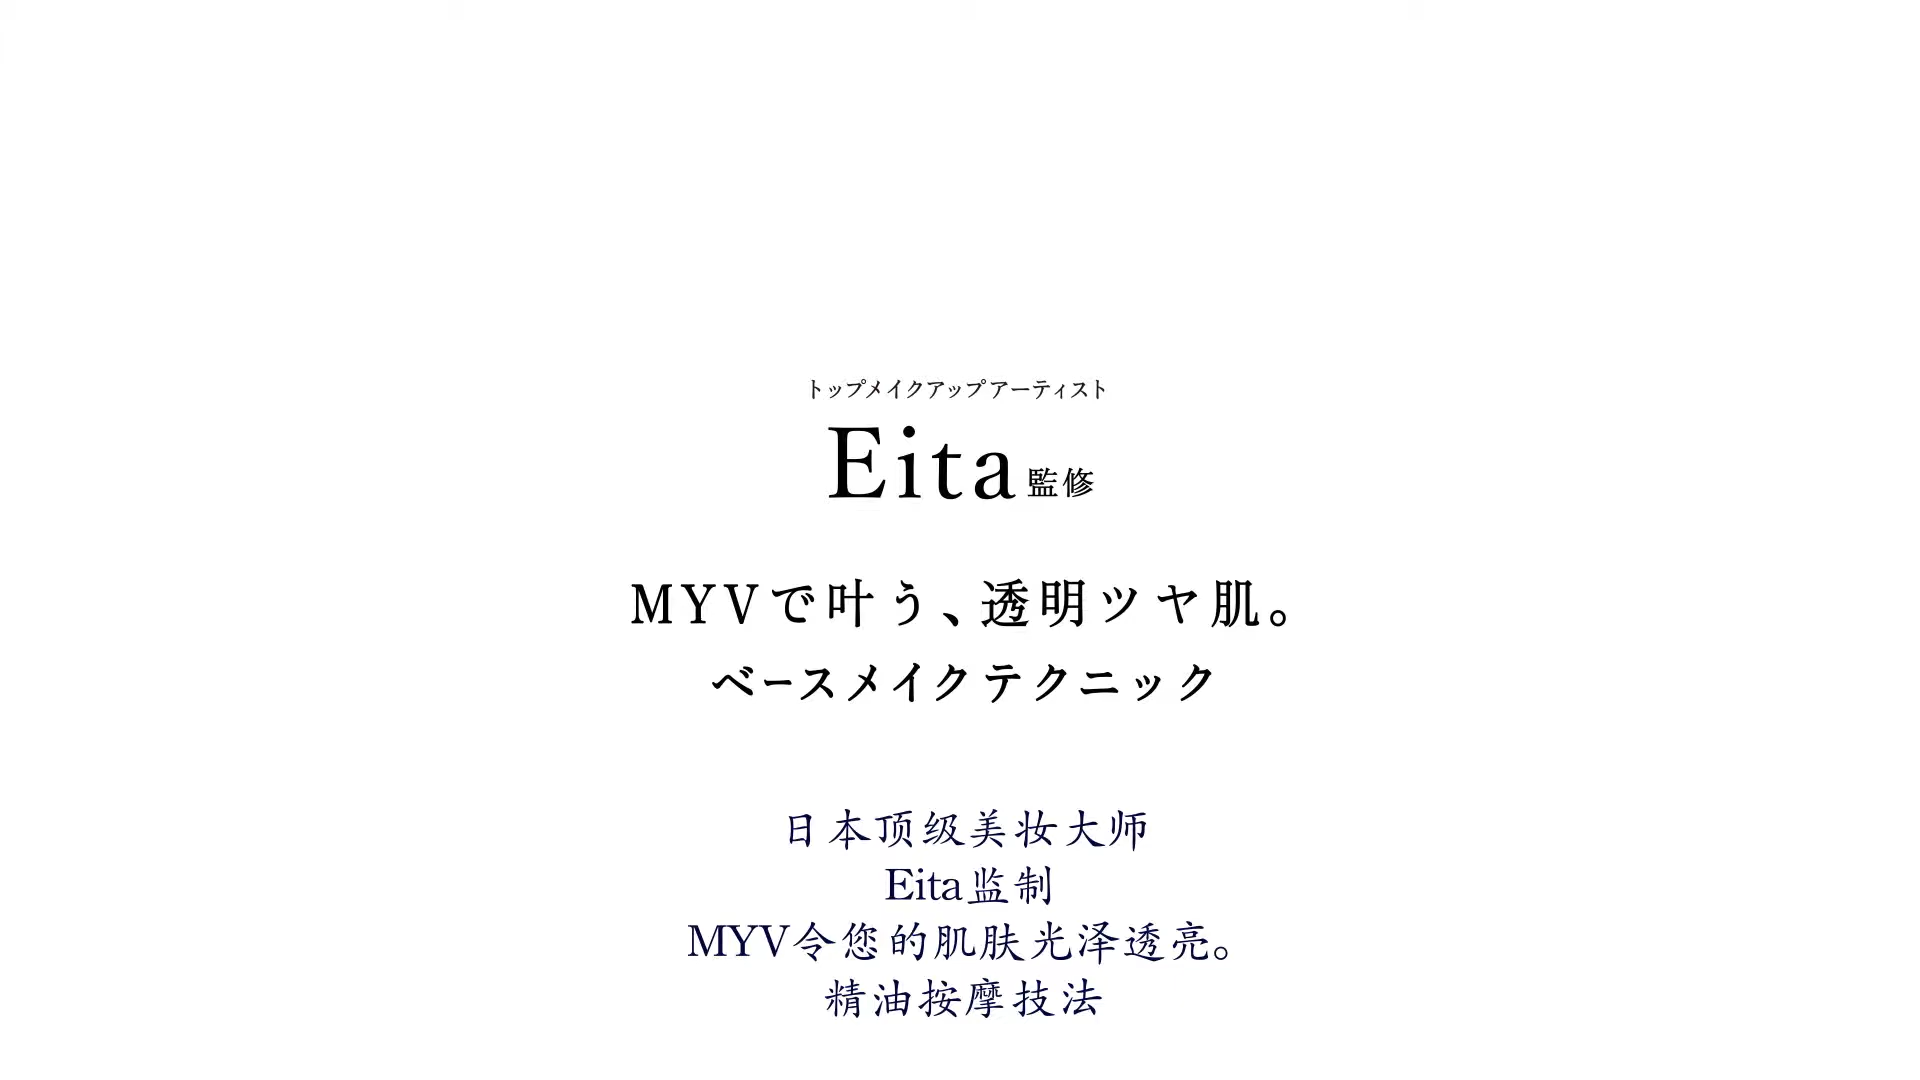 トップメイクアップアーティスト
Eita監修
MYVで叶う、透明ツヤ肌。
ベースメイクテクニック
日本顶级美妆大师
Eita监制
MYV令您的肌肤光泽透亮。
精油按摩技法